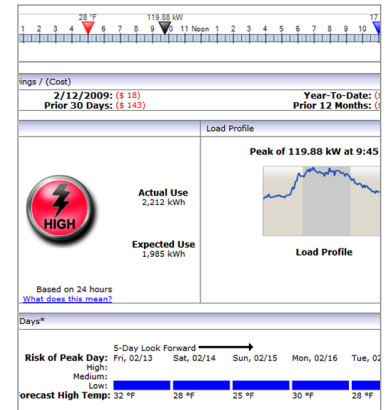 28 °F 119.88 kW 17
1 2 3 4 5 6 7 8 9 0 11 Noon 1 2 3 4 5 6 7 8 9 10
ings / (Cost)
2/12/2009: ($ 18) Year-To-Date: ($
Prior 30 Days: ($ 143) Prior 12 Months: ($
Load Profile
Peak of 119.88 kW at 9:45
Actual Use
2,212 kWh
HIGH
Expected Use
1,985 kWh
Load Profile
Based on 24 hours
What does this mean?
Days*
5-Day Look Forward
Risk of Peak Day: Fri, 02/13 Sat, 02/14 Sun, 02/15 Mon, 02/16 Tue, 02
High:
Medium:
Low:
orecast High Temp: 32 °F 28 °F 25 °F 30 °F 28 °F